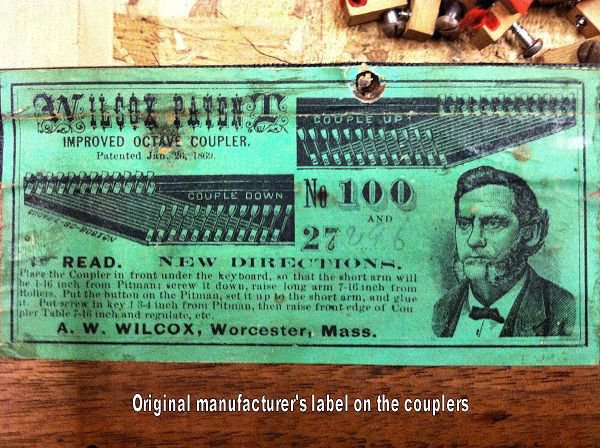 WILCOX PATENT
IMPROVED OCTAVE COUPLER.
Patented Jan. 26, 1869.
COUPLE UP
COUPLE DOWN
No 100
AND
27
READ. NEW DIRECTIONS.
Place the Coupler in front under the keyboard, so that the short arm will
be 1-16 inch from Pitman; screw it down, raise long arm 7-16 inch from
Rollers. Put the button on the Pitman, set it up to the short arm, and glue
Put screw in key 1 3-4 inch from Pitman, then raise front edge of Cou
pler Table 7-16 inch and regulate, etc.
A. W. WILCOX, Worcester, Mass.
Original manufacturer's label on the couplers